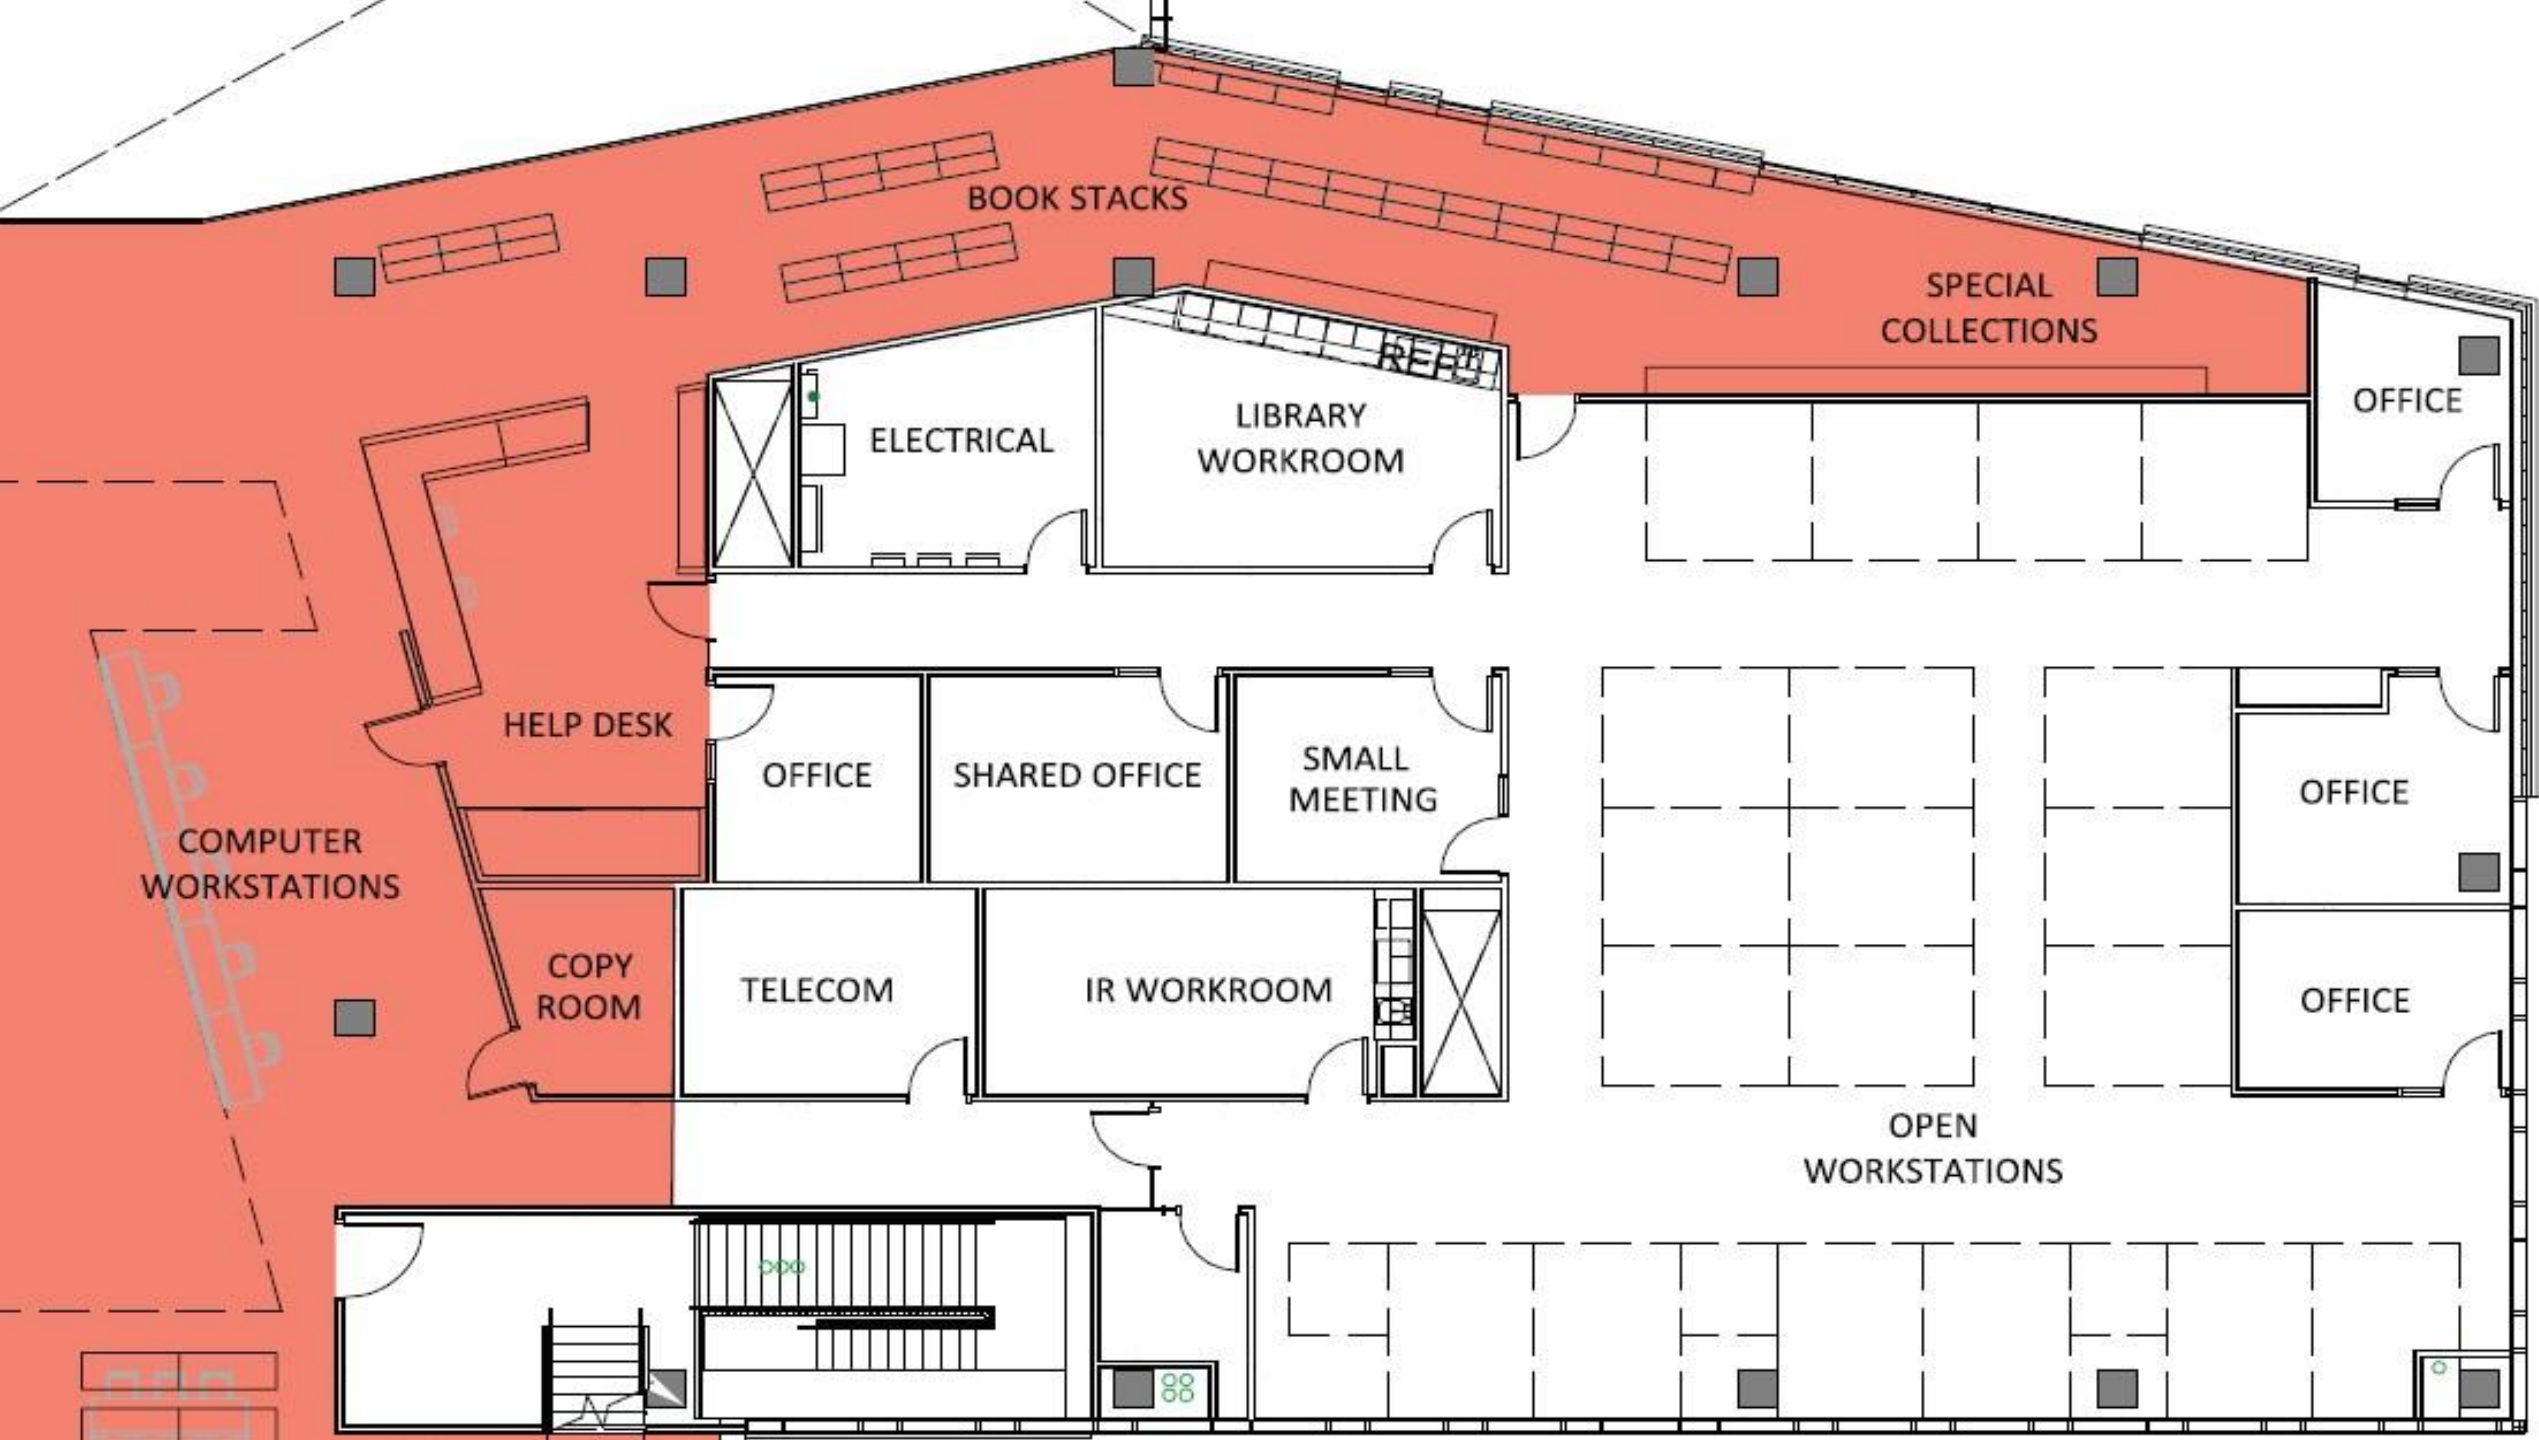 BOOK STACKS
SPECIAL
COLLECTIONS
OFFICE
ELECTRICAL
LIBRARY
WORKROOM
REF
HELP DESK
OFFICE
SHARED OFFICE
SMALL
MEETING
OFFICE
COMPUTER
WORKSTATIONS
COPY
ROOM
TELECOM
IR WORKROOM
OFFICE
OPEN
WORKSTATIONS